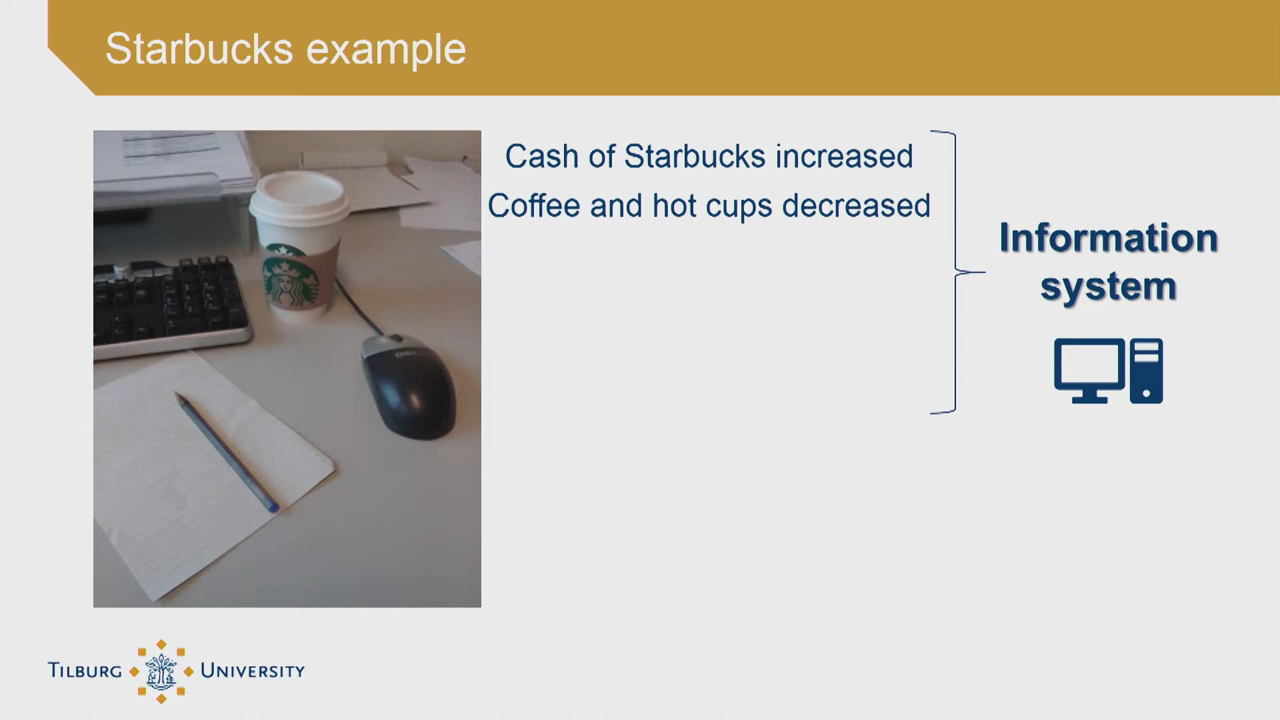 Starbucks example
Cash of Starbucks increased
Coffee and hot cups decreased
Information
system
TILBURG UNIVERSITY